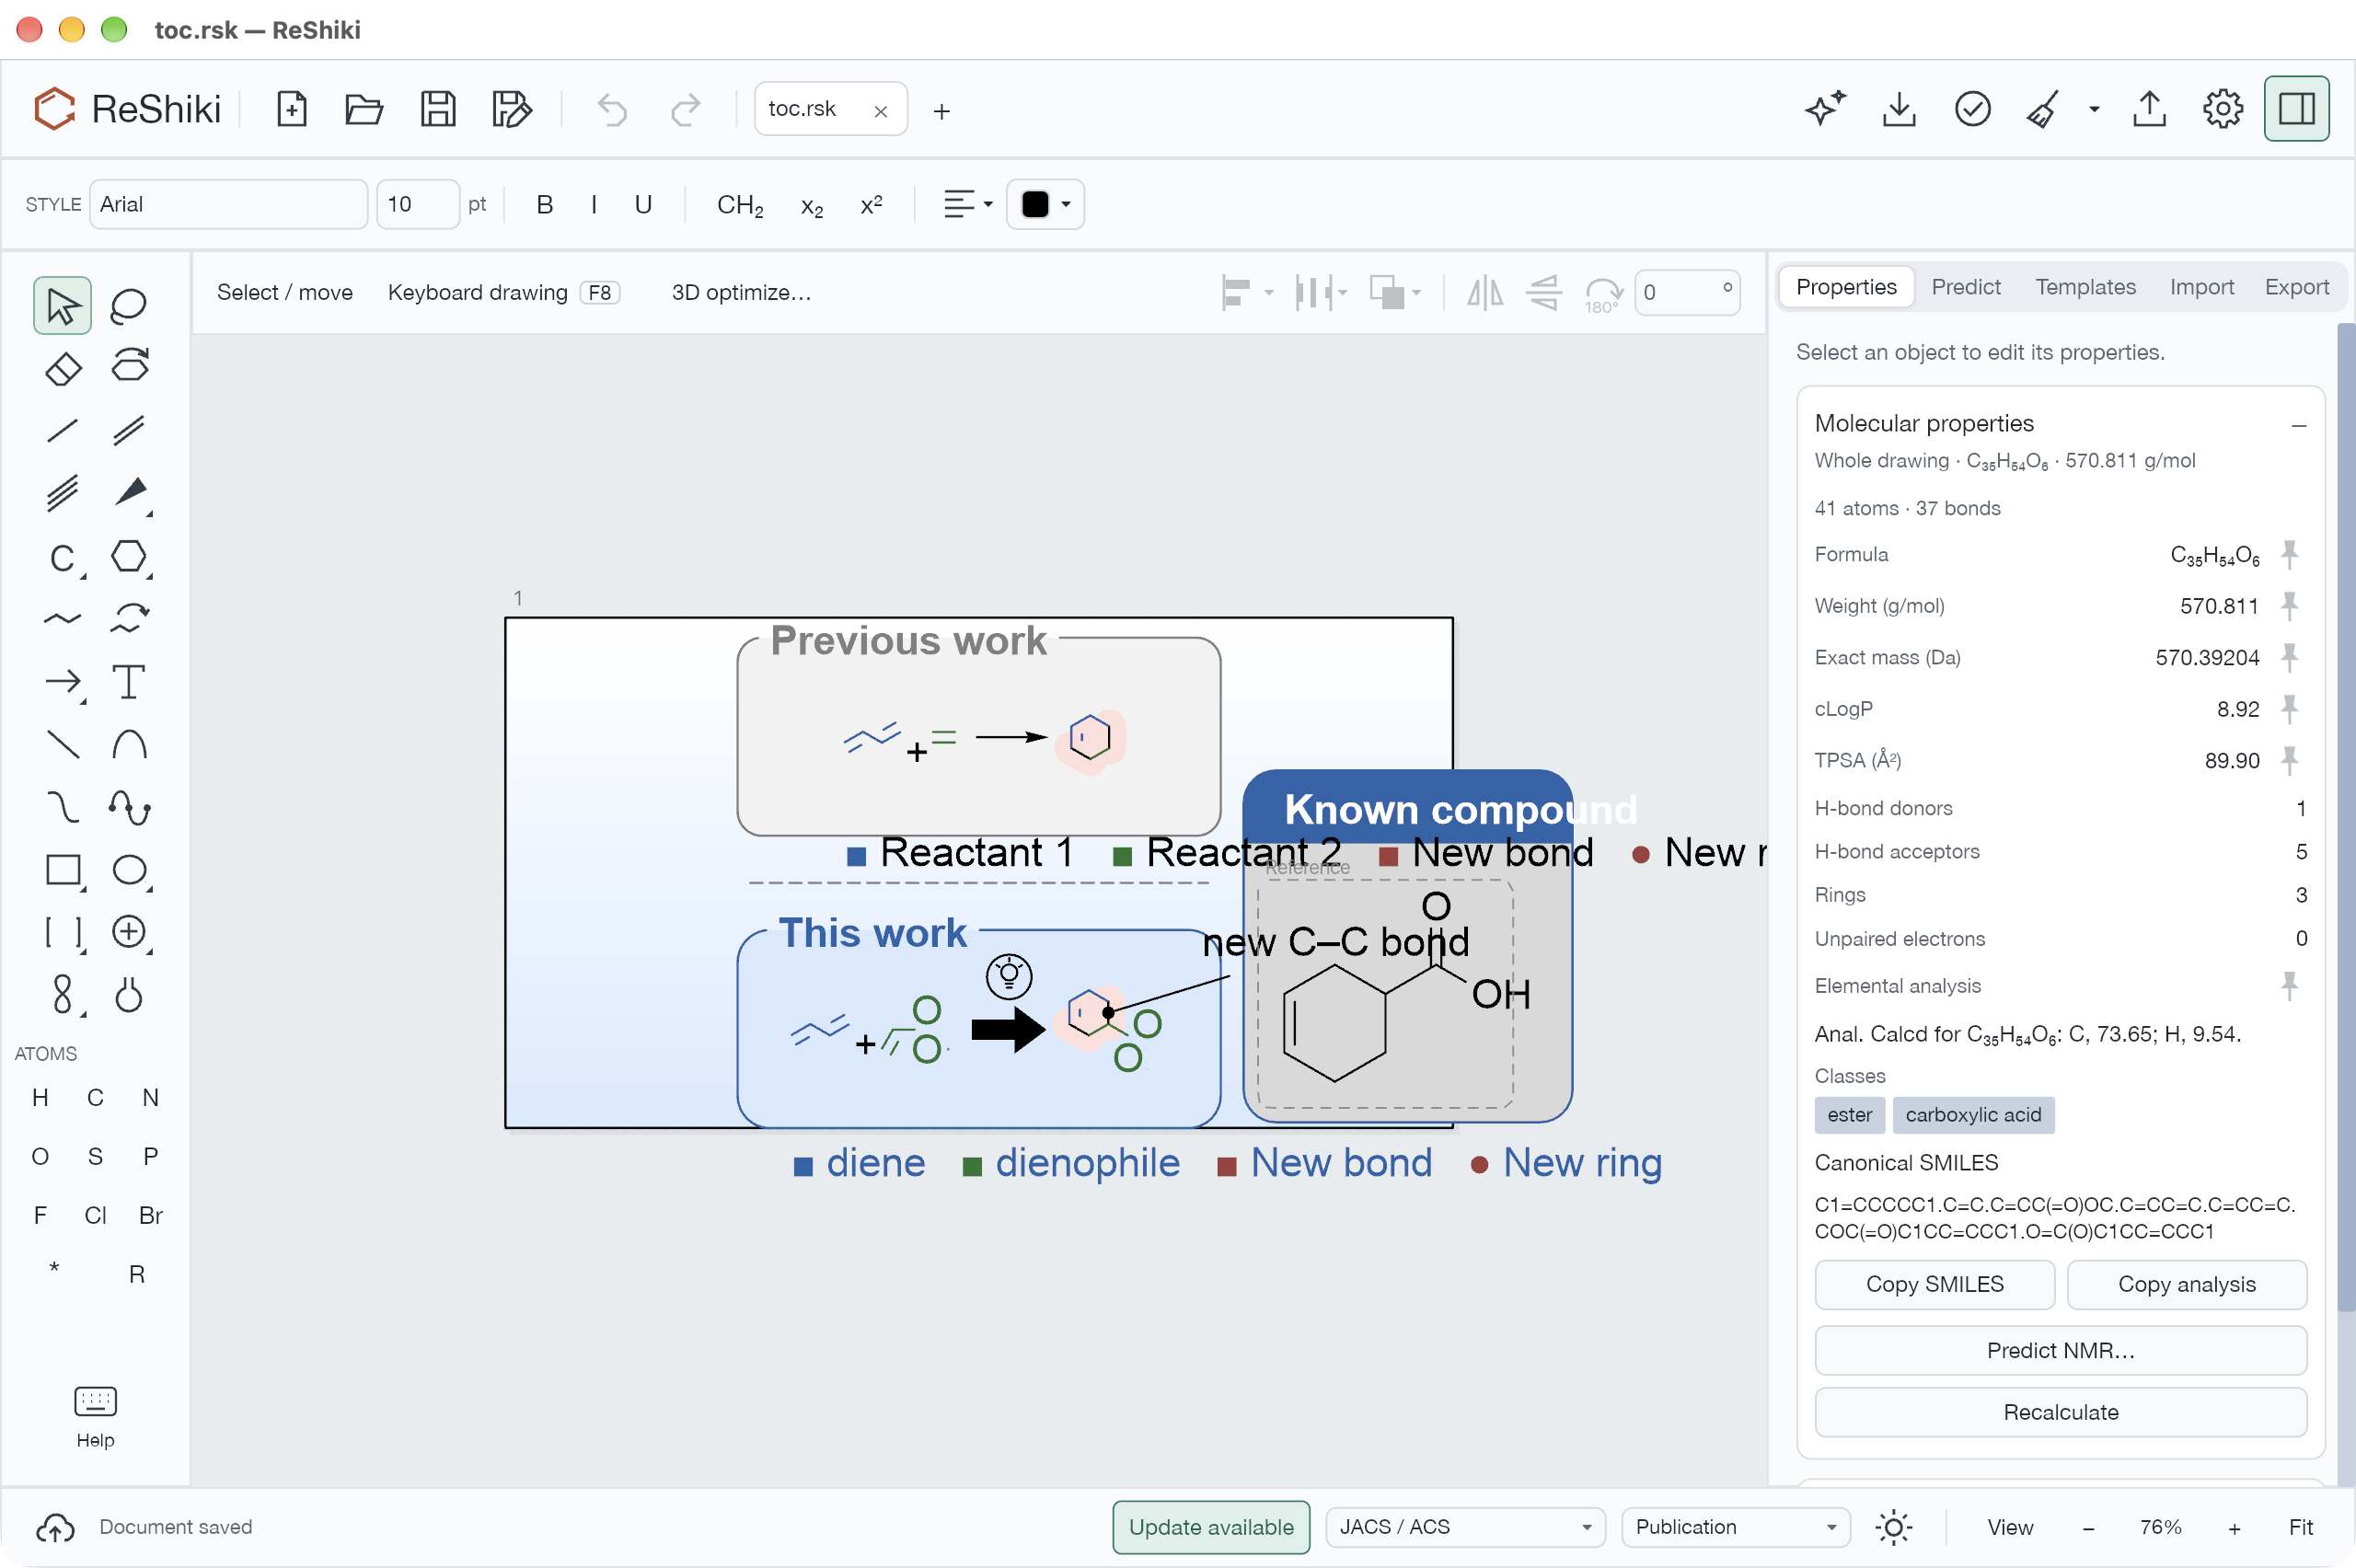 toc.rsk — ReShiki
ReShiki
toc.rsk × +
STYLE Arial 10 pt B I U CH₂ x₂ x²
Select / move Keyboard drawing F8 3D optimize... 180° 0 °
Properties Predict Templates Import Export
Select an object to edit its properties.
Molecular properties –
Whole drawing · C₃₅H₅₄O₆ · 570.811 g/mol
41 atoms · 37 bonds
Formula C₃₅H₅₄O₆
Weight (g/mol) 570.811
Exact mass (Da) 570.39204
cLogP 8.92
TPSA (Å²) 89.90
H-bond donors 1
H-bond acceptors 5
Rings 3
Unpaired electrons 0
Elemental analysis
Anal. Calcd for C₃₅H₅₄O₆: C, 73.65; H, 9.54.
Classes
ester carboxylic acid
Canonical SMILES
C1=CCCCC1.C=C.C=CC(=O)OC.C=CC=C.C=CC=C.
COC(=O)C1CC=CCC1.O=C(O)C1CC=CCC1
Copy SMILES Copy analysis
Predict NMR...
Recalculate
C
T
[ ]
ATOMS
H C N
O S P
F Cl Br
* R
Help
1
Previous work
+
Known compound
Reactant 1 Reactant 2 New bond New r
Reference
This work
new C–C bond
O
OH
+ O O
O O
diene dienophile New bond New ring
Document saved
Update available JACS / ACS Publication View – 76% + Fit